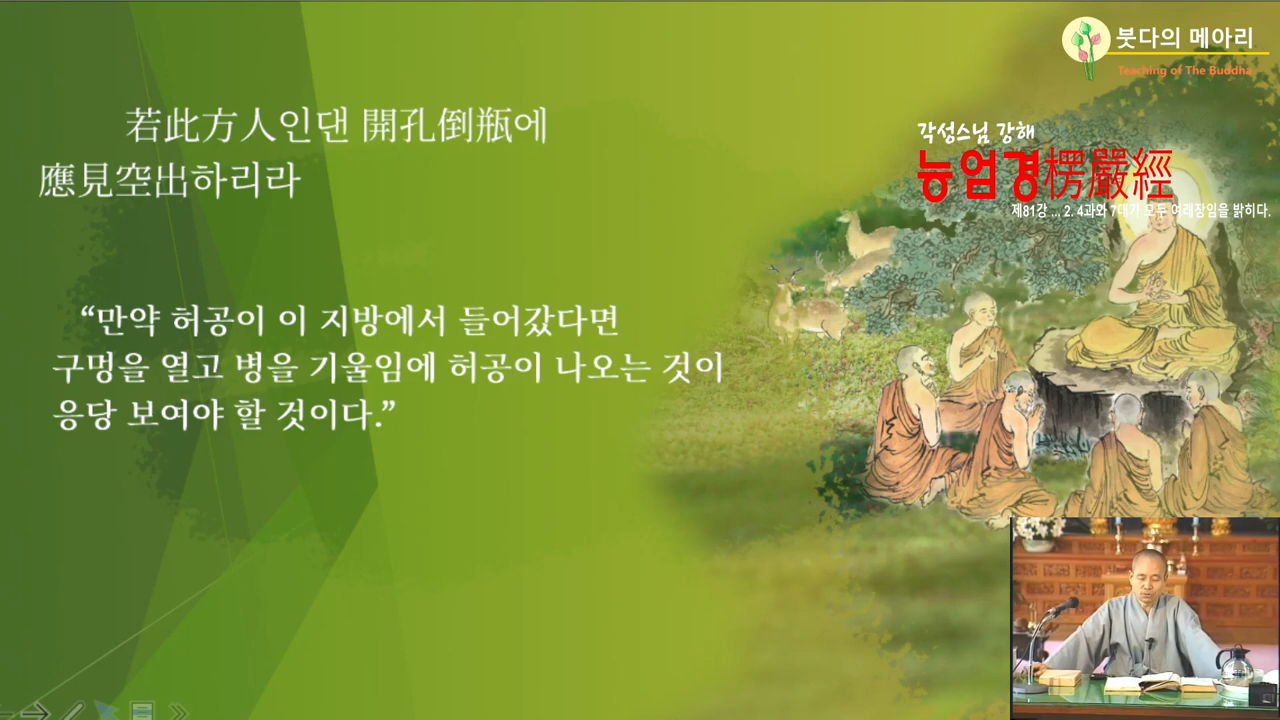 붓다의 메아리
Teaching of The Buddha
각성스님 강해
능엄경楞嚴經
제81강 ... 2. 4과와 7대가 모두 여래장임을 밝히다.
若此方人인댄 開孔倒瓶에
應見空出하리라
“만약 허공이 이 지방에서 들어갔다면
구멍을 열고 병을 기울임에 허공이 나오는 것이
응당 보여야 할 것이다.”